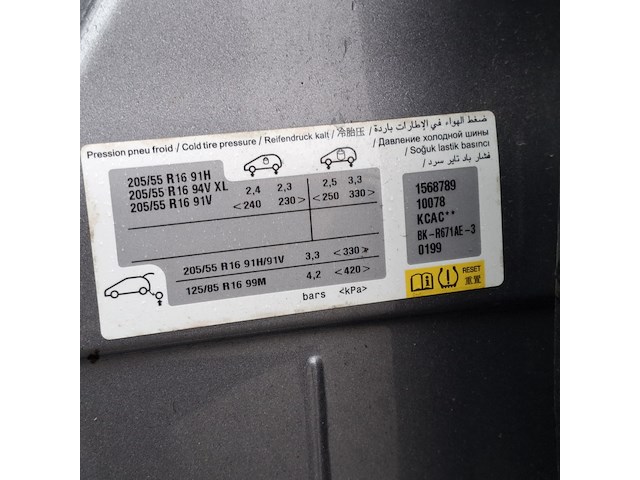 Pression pneu froid / Cold tire pressure / Reifendruck kalt / 冷胎压 / ضغط الهواء في الإطارات باردة
/ Давление холодной шины
/ Soğuk lastik basıncı
فشار باد تایر سرد /
205/55 R16 91H
205/55 R16 94V XL 2,4 2,3 2,5 3,3
205/55 R16 91V <240 230> <250 330>
205/55 R16 91H/91V 3,3 <330>
125/85 R16 99M 4,2 <420>
bars <kPa>
1568789
10078
KCAC**
BK-R671AE-3
0199
i
RESET
重置